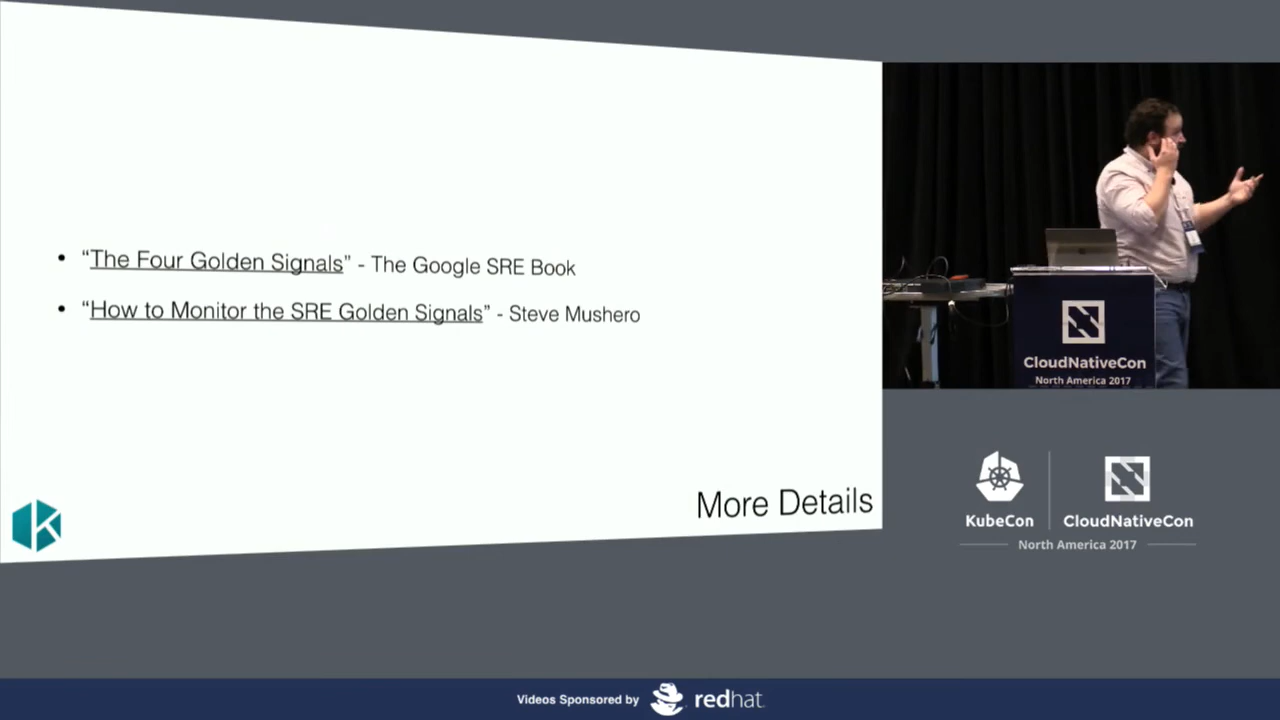 • “The Four Golden Signals” - The Google SRE Book
• “How to Monitor the SRE Golden Signals” - Steve Mushero
More Details
CloudNativeCon
North America 2017
KubeCon
CloudNativeCon
North America 2017
Videos Sponsored by
redhat.